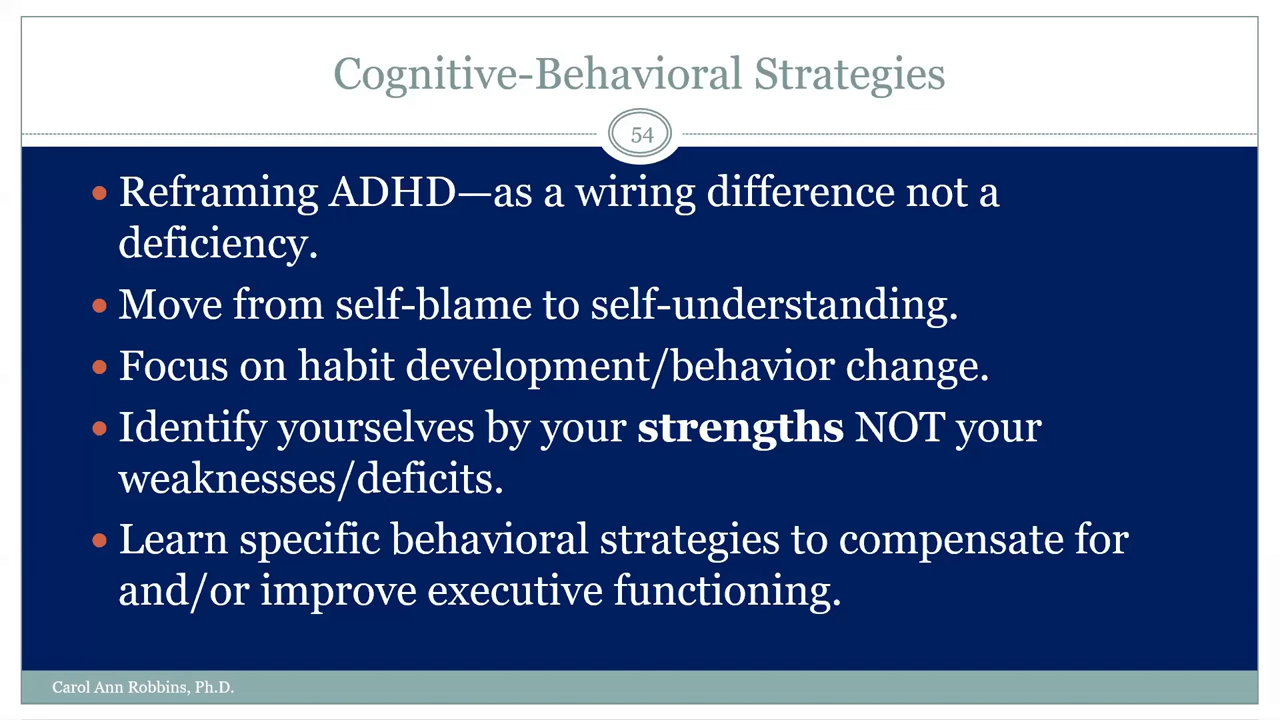 Cognitive-Behavioral Strategies
54
• Reframing ADHD—as a wiring difference not a
deficiency.
• Move from self-blame to self-understanding.
• Focus on habit development/behavior change.
• Identify yourselves by your strengths NOT your
weaknesses/deficits.
• Learn specific behavioral strategies to compensate for
and/or improve executive functioning.
Carol Ann Robbins, Ph.D.